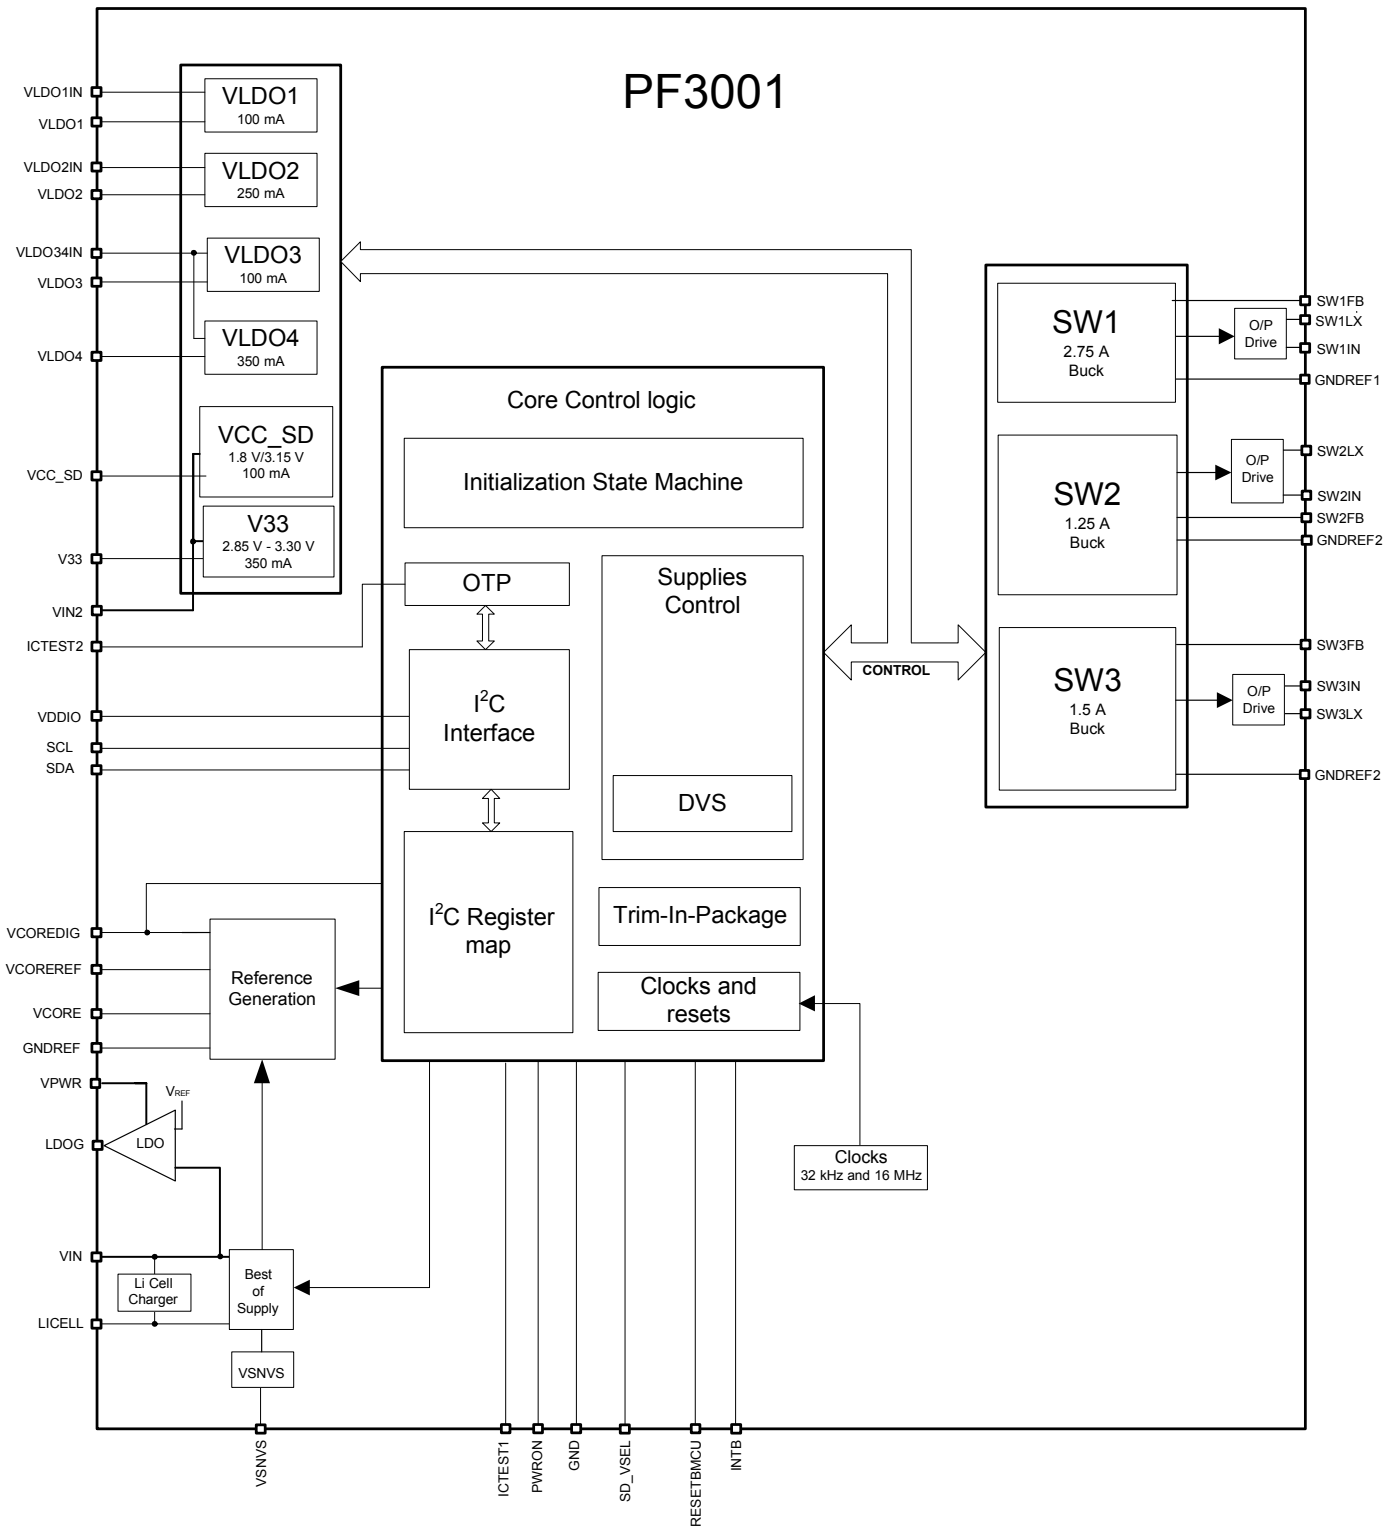 PF3001
VLDO1IN
VLDO1
VLDO2IN
VLDO2
VLDO34IN
VLDO3
VLDO4
VCC_SD
V33
VIN2
ICTEST2
VDDIO
SCL
SDA
VCOREDIG
VCOREREF
VCORE
GNDREF
VPWR
LDOG
VIN
LICELL
VLDO1
100 mA
VLDO2
250 mA
VLDO3
100 mA
VLDO4
350 mA
VCC_SD
1.8 V/3.15 V
100 mA
V33
2.85 V - 3.30 V
350 mA
Core Control logic
Initialization State Machine
OTP
I²C
Interface
I²C Register
map
Supplies
Control
DVS
Trim-In-Package
Clocks and
resets
CONTROL
SW1
2.75 A
Buck
SW2
1.25 A
Buck
SW3
1.5 A
Buck
O/P
Drive
O/P
Drive
O/P
Drive
SW1FB
SW1LX
SW1IN
GNDREF1
SW2LX
SW2IN
SW2FB
GNDREF2
SW3FB
SW3IN
SW3LX
GNDREF2
Reference
Generation
VREF
LDO
Li Cell
Charger
Best
of
Supply
VSNVS
Clocks
32 kHz and 16 MHz
VSNVS
ICTEST1
PWRON
GND
SD_VSEL
RESETBMCU
INTB